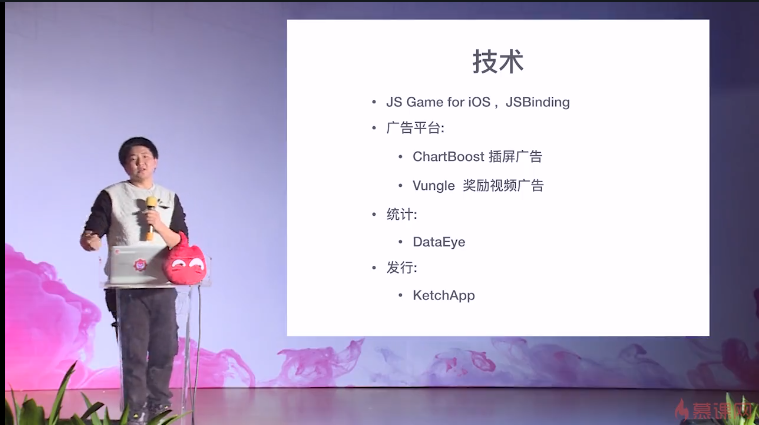 技术
• JS Game for iOS , JSBinding
• 广告平台:
• ChartBoost 插屏广告
• Vungle 奖励视频广告
• 统计:
• DataEye
• 发行:
• KetchApp
慕课网